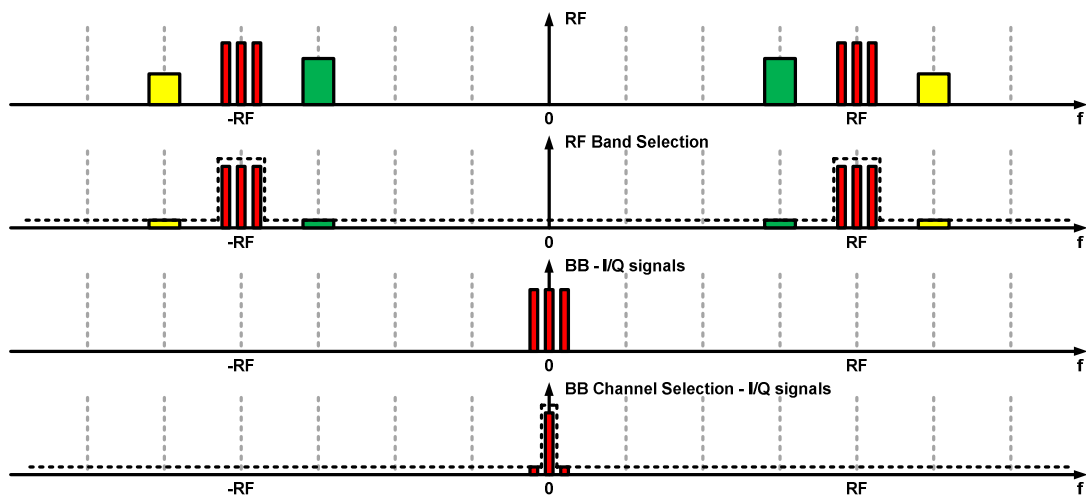 RF
-RF
0
RF
f
RF Band Selection
-RF
0
RF
f
BB - I/Q signals
-RF
0
RF
f
BB Channel Selection - I/Q signals
-RF
0
RF
f